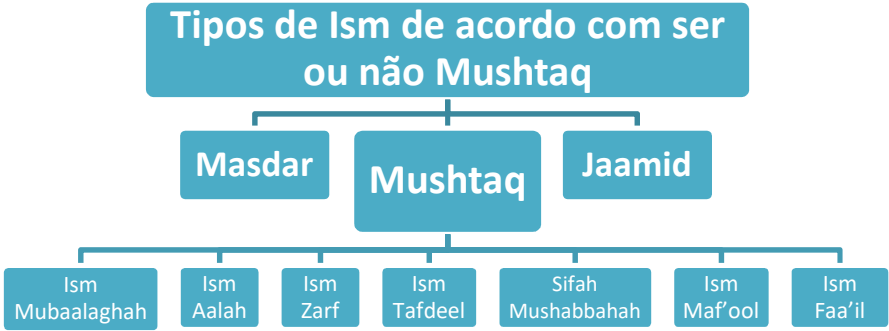 Tipos de Ism de acordo com ser
ou não Mushtaq
Masdar
Mushtaq
Jaamid
Ism
Mubaalaghah
Ism
Aalah
Ism
Zarf
Ism
Tafdeel
Sifah
Mushabbahah
Ism
Maf’ool
Ism
Faa’il